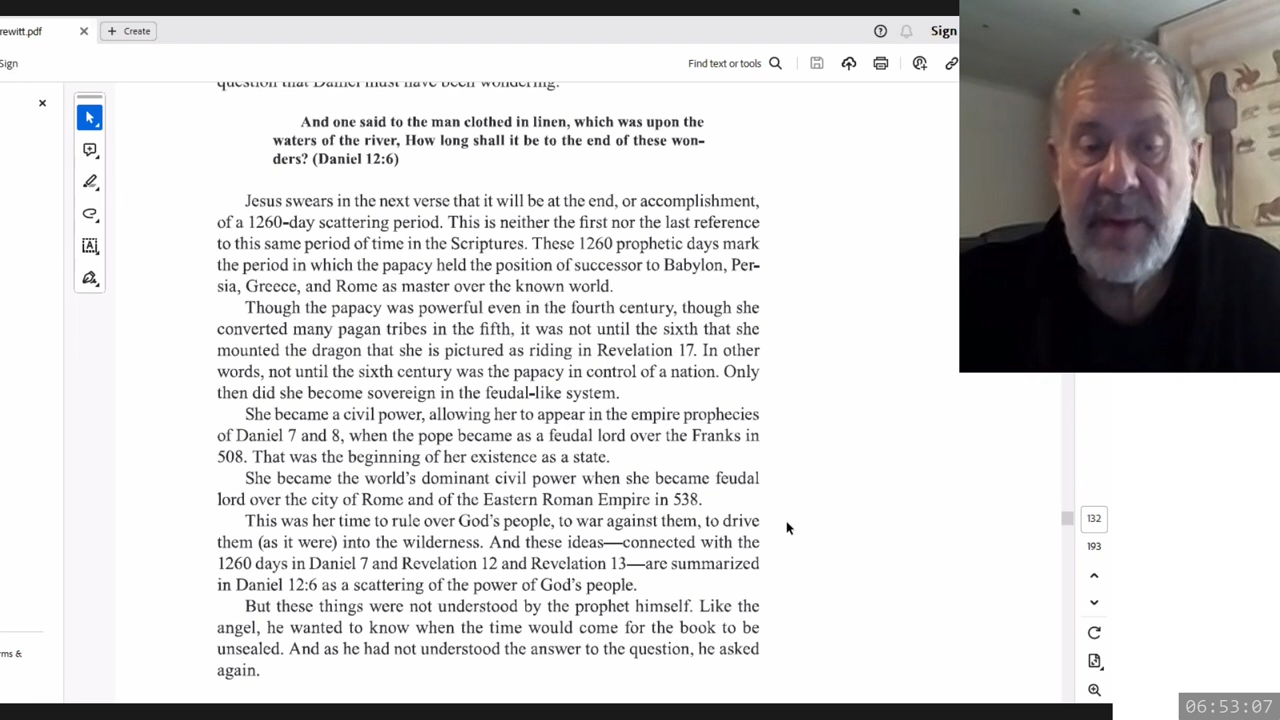 rewitt.pdf
Create
Sign
Sign
Find text or tools
question that Daniel must have been wondering.
And one said to the man clothed in linen, which was upon the
waters of the river, How long shall it be to the end of these won-
ders? (Daniel 12:6)
Jesus swears in the next verse that it will be at the end, or accomplishment,
of a 1260-day scattering period. This is neither the first nor the last reference
to this same period of time in the Scriptures. These 1260 prophetic days mark
the period in which the papacy held the position of successor to Babylon, Per-
sia, Greece, and Rome as master over the known world.
Though the papacy was powerful even in the fourth century, though she
converted many pagan tribes in the fifth, it was not until the sixth that she
mounted the dragon that she is pictured as riding in Revelation 17. In other
words, not until the sixth century was the papacy in control of a nation. Only
then did she become sovereign in the feudal-like system.
She became a civil power, allowing her to appear in the empire prophecies
of Daniel 7 and 8, when the pope became as a feudal lord over the Franks in
508. That was the beginning of her existence as a state.
She became the world's dominant civil power when she became feudal
lord over the city of Rome and of the Eastern Roman Empire in 538.
This was her time to rule over God's people, to war against them, to drive
them (as it were) into the wilderness. And these ideas—connected with the
1260 days in Daniel 7 and Revelation 12 and Revelation 13—are summarized
in Daniel 12:6 as a scattering of the power of God's people.
But these things were not understood by the prophet himself. Like the
angel, he wanted to know when the time would come for the book to be
unsealed. And as he had not understood the answer to the question, he asked
again.
132
193
rms &
06:53:07